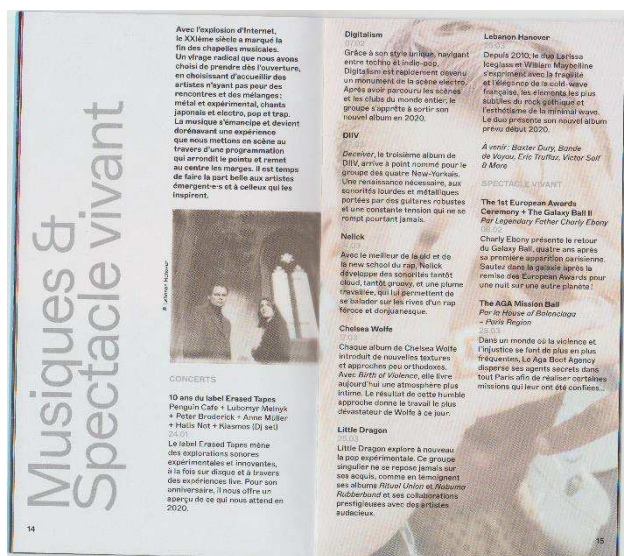 Musiques &
Spectacle vivant
Avec l'explosion d'Internet,
le XXIème siècle a marqué la
fin des chapelles musicales.
Un virage radical que nous avons
choisi de prendre dès l'ouverture,
en choisissant d'accueillir des
artistes n'ayant pas peur des
rencontres et des mélanges :
métal et expérimental, chants
japonais et electro, pop et trap.
La musique s'émancipe et devient
dorénavant une expérience
que nous mettons en scène au
travers d'une programmation
qui arrondit le pointu et remet
au centre les marges. Il est temps
de faire la part belle aux artistes
émergent·e·s et à celleux qui les
inspirent.
Lebanon Hanover
CONCERTS
10 ans du label Erased Tapes
Penguin Cafe + Lubomyr Melnyk
+ Peter Broderick + Anne Müller
+ Hatis Noit + Kiasmos (Dj set)
24.01
Le label Erased Tapes mène
des explorations sonores
expérimentales et innovantes,
à la fois sur disque et à travers
des expériences live. Pour son
anniversaire, il nous offre un
aperçu de ce qui nous attend en
2020.
14
Digitalism
07.02
Grâce à son style unique, navigant
entre techno et indie-pop,
Digitalism est rapidement devenu
un monument de la scène electro.
Après avoir parcouru les scènes
et les clubs du monde entier, le
groupe s'apprête à sortir son
nouvel album en 2020.
DIIV
Deceiver, le troisième album de
DIIV, arrive à point nommé pour le
groupe des quatre New-Yorkais.
Une renaissance nécessaire, aux
sonorités lourdes et métalliques
portées par des guitares robustes
et une constante tension qui ne se
rompt pourtant jamais.
Nelick
Avec le meilleur de la old et de
la new school du rap, Nelick
développe des sonorités tantôt
cloud, tantôt groovy, et une plume
travaillée, qui lui permettent de
se balader sur les rives d'un rap
féroce et donjuanesque.
Chelsea Wolfe
Chaque album de Chelsea Wolfe
introduit de nouvelles textures
et approches peu orthodoxes.
Avec Birth of Violence, elle livre
aujourd'hui une atmosphère plus
intime. Le résultat de cette humble
approche donne le travail le plus
dévastateur de Wolfe à ce jour.
Little Dragon
25.03
Little Dragon explore à nouveau
la pop expérimentale. Ce groupe
singulier ne se repose jamais sur
ses acquis, comme en témoignent
ses albums Ritual Union et Nabuma
Rubberband et ses collaborations
prestigieuses avec des artistes
audacieux.
Lebanon Hanover
Depuis 2010, le duo Larissa
Iceglass et William Maybelline
s'expriment avec la fragilité
et l'élégance de la cold-wave
française, les éléments les plus
subtiles du rock gothique et
l'esthétisme de la minimal wave.
Le duo présente son nouvel album
prévu début 2020.
À venir : Baxter Dury, Bande
de Voyou, Eric Truffaz, Victor Solf
& More
SPECTACLE VIVANT
The 1st European Awards
Ceremony + The Galaxy Ball II
Par Legendary Father Charly Ebony
Charly Ebony présente le retour
du Galaxy Ball, quatre ans après
sa première apparition parisienne.
Sautez dans la galaxie après la
remise des European Awards pour
une nuit sur une autre planète !
The AGA Mission Ball
Par la House of Balenciaga
– Paris Region
Dans un monde où la violence et
l'injustice se font de plus en plus
fréquentes, Le Aga Boot Agency
disperse ses agents secrets dans
tout Paris afin de réaliser certaines
missions qui leur ont été confiées...
15